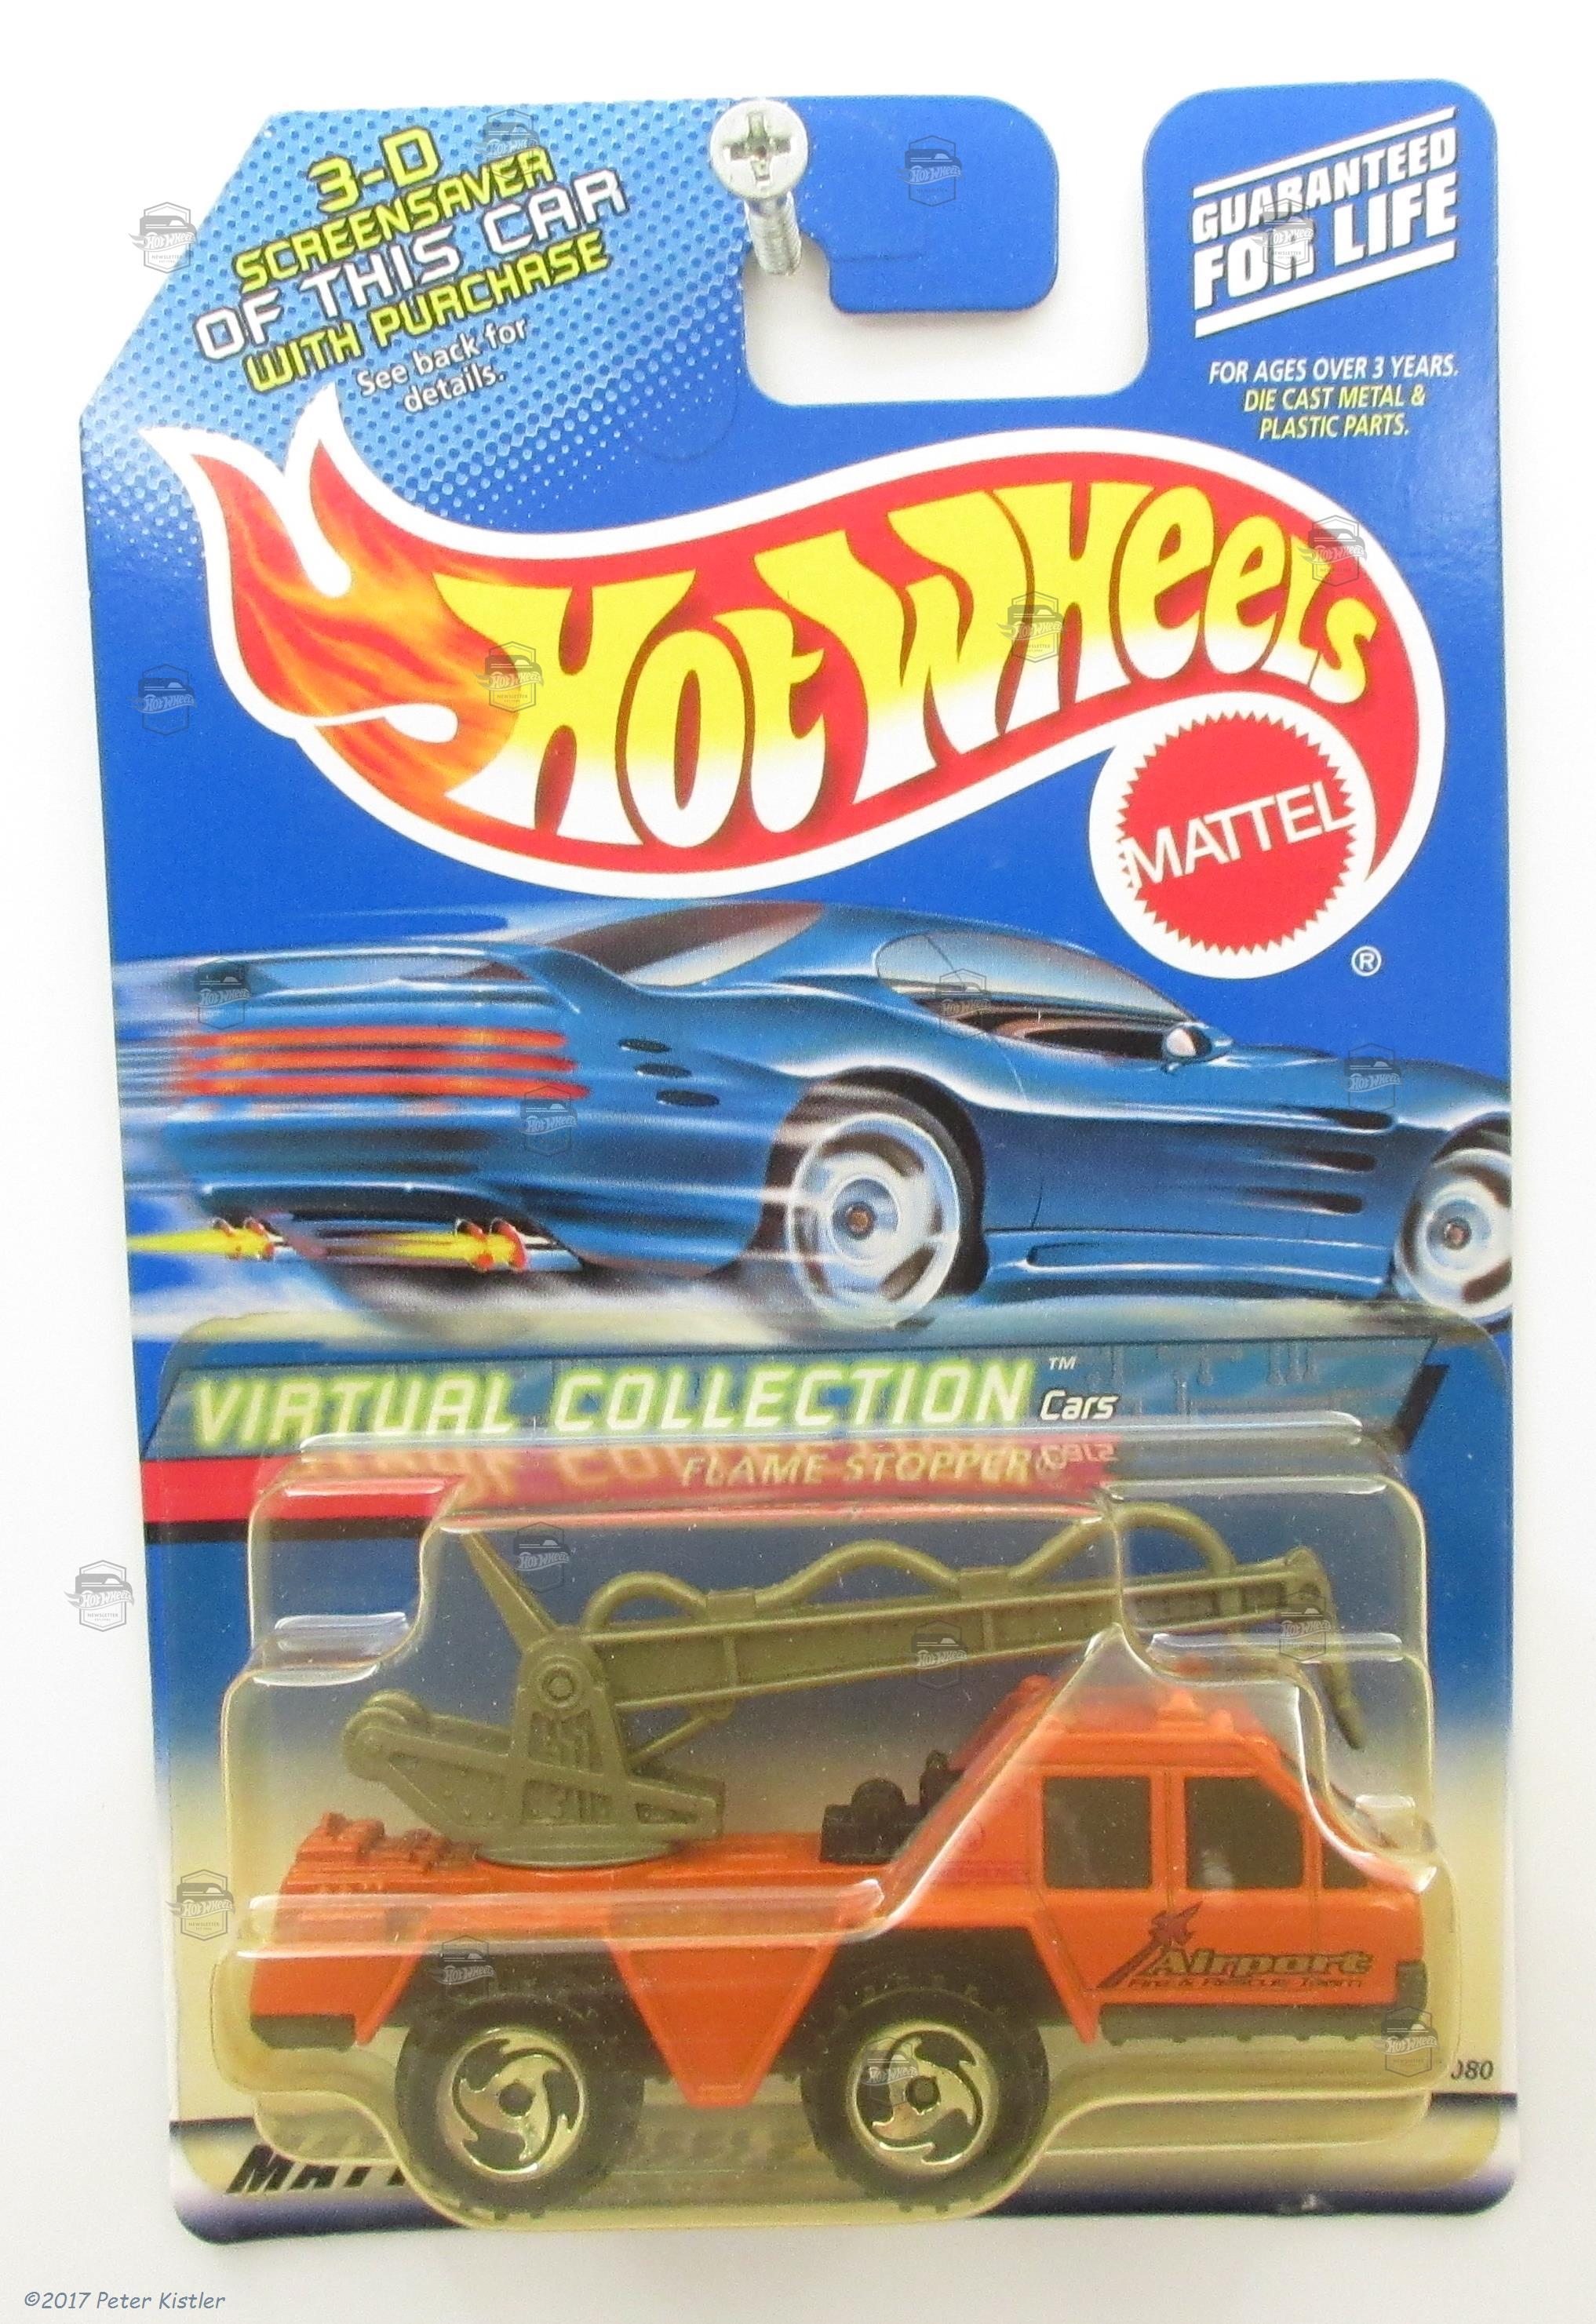 3-D
SCREENSAVER
OF THIS CAR
WITH PURCHASE
See back for
details.
GUARANTEED
FOR LIFE
FOR AGES OVER 3 YEARS.
DIE CAST METAL &
PLASTIC PARTS.
Hot Wheels
MATTEL
®
VIRTUAL COLLECTION™ Cars
FLAME STOPPER®
Airport
Fire & Rescue Team
080
©2017 Peter Kistler